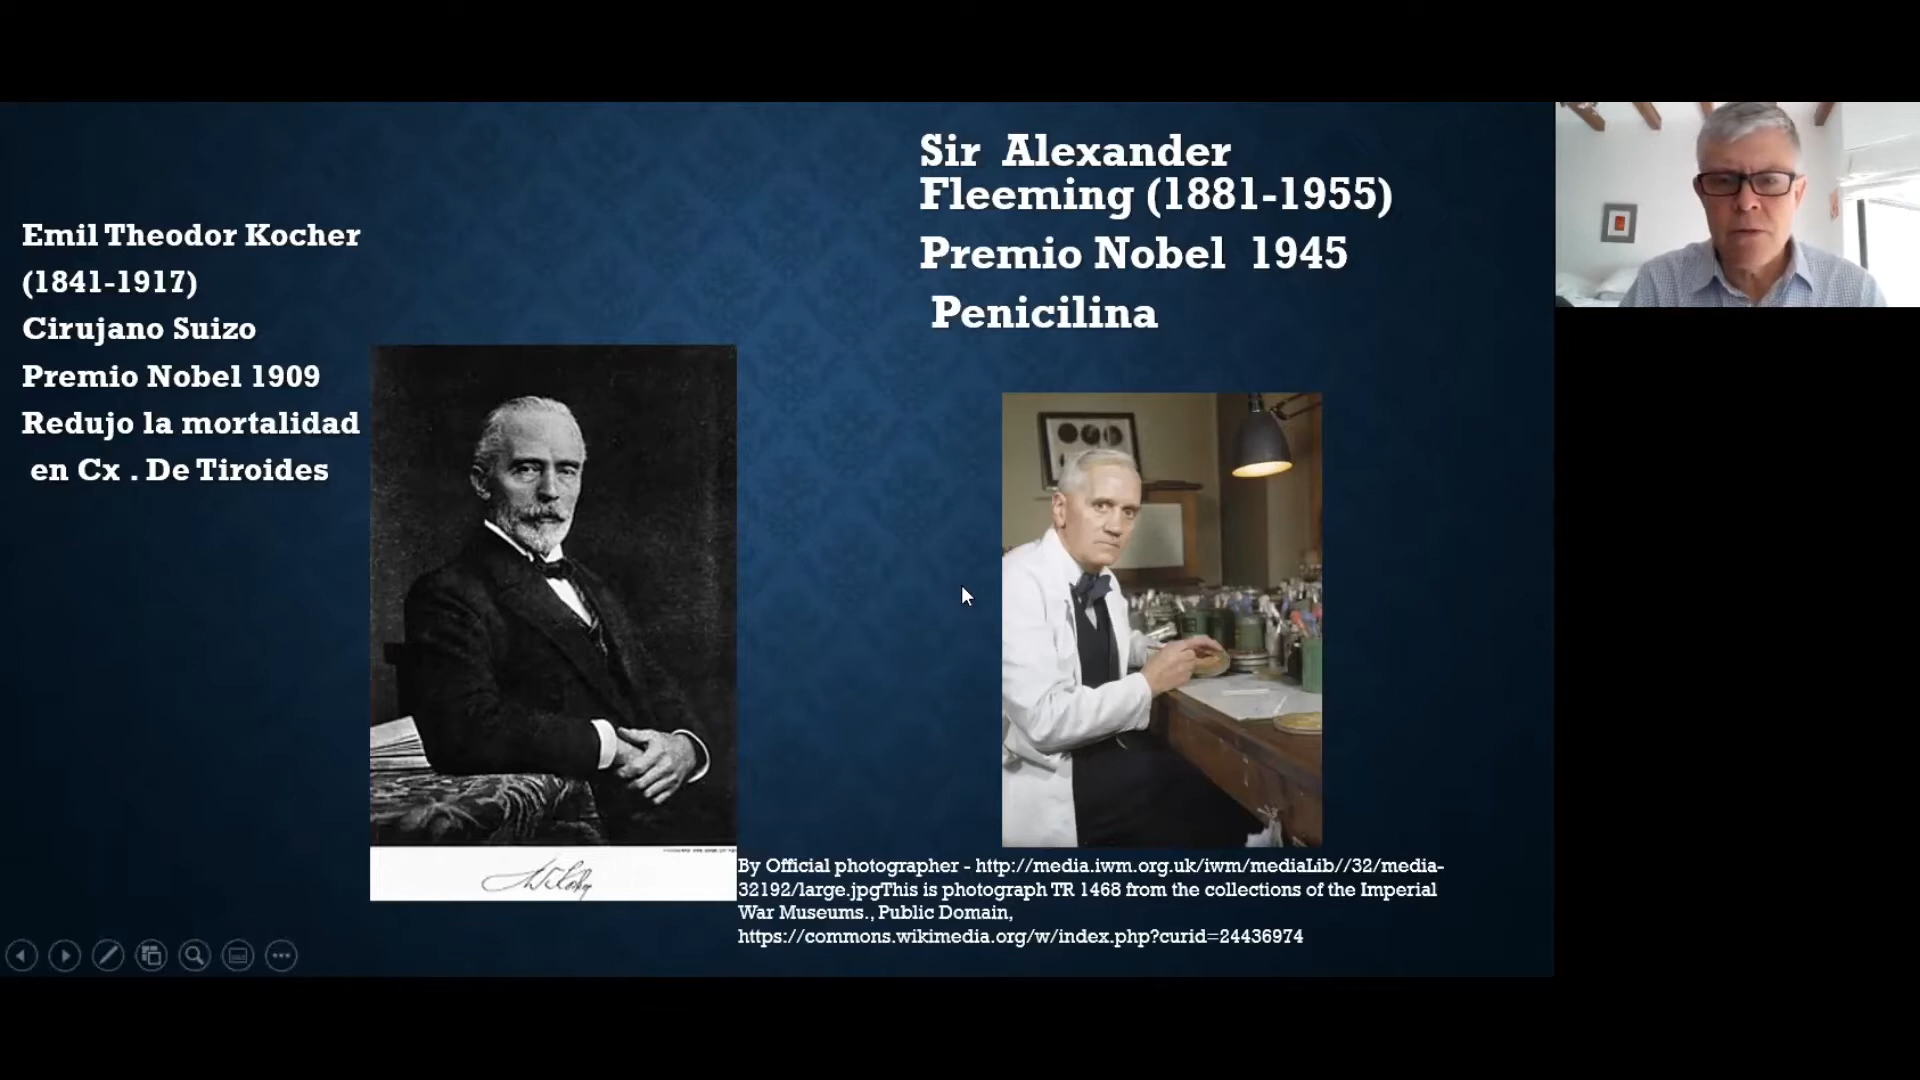 Emil Theodor Kocher
(1841-1917)
Cirujano Suizo
Premio Nobel 1909
Redujo la mortalidad
en Cx . De Tiroides
Sir Alexander
Fleeming (1881-1955)
Premio Nobel 1945
Penicilina
By Official photographer - http://media.iwm.org.uk/iwm/mediaLib//32/media-
32192/large.jpgThis is photograph TR 1468 from the collections of the Imperial
War Museums., Public Domain,
https://commons.wikimedia.org/w/index.php?curid=24436974